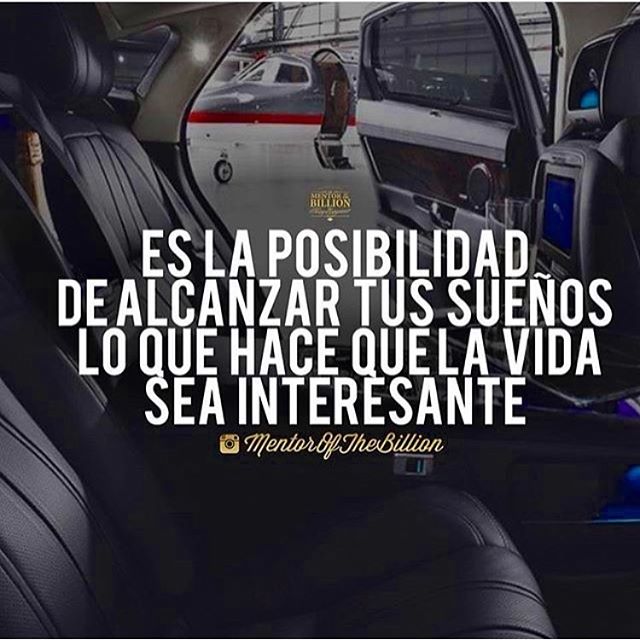 MENTOR OF THE
BILLION
ES LA POSIBILIDAD
DE ALCANZAR TUS SUEÑOS
LO QUE HACE QUE LA VIDA
SEA INTERESANTE
MentorOfTheBillion